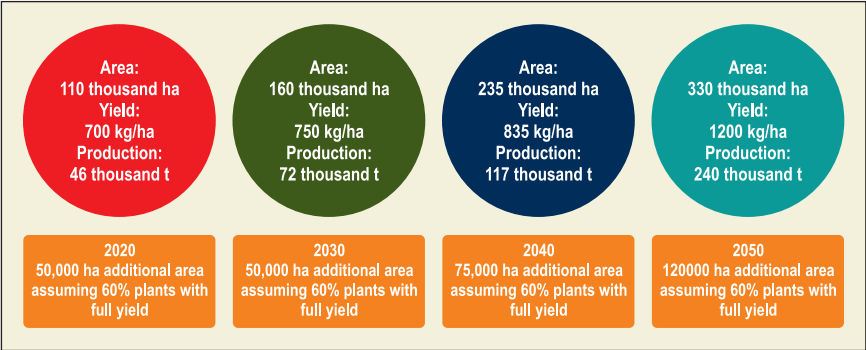 Area:
110 thousand ha
Yield:
700 kg/ha
Production:
46 thousand t
Area:
160 thousand ha
Yield:
750 kg/ha
Production:
72 thousand t
Area:
235 thousand ha
Yield:
835 kg/ha
Production:
117 thousand t
Area:
330 thousand ha
Yield:
1200 kg/ha
Production:
240 thousand t
2020
50,000 ha additional area
assuming 60% plants with
full yield
2030
50,000 ha additional area
assuming 60% plants with
full yield
2040
75,000 ha additional area
assuming 60% plants with
full yield
2050
120000 ha additional area
assuming 60% plants with
full yield